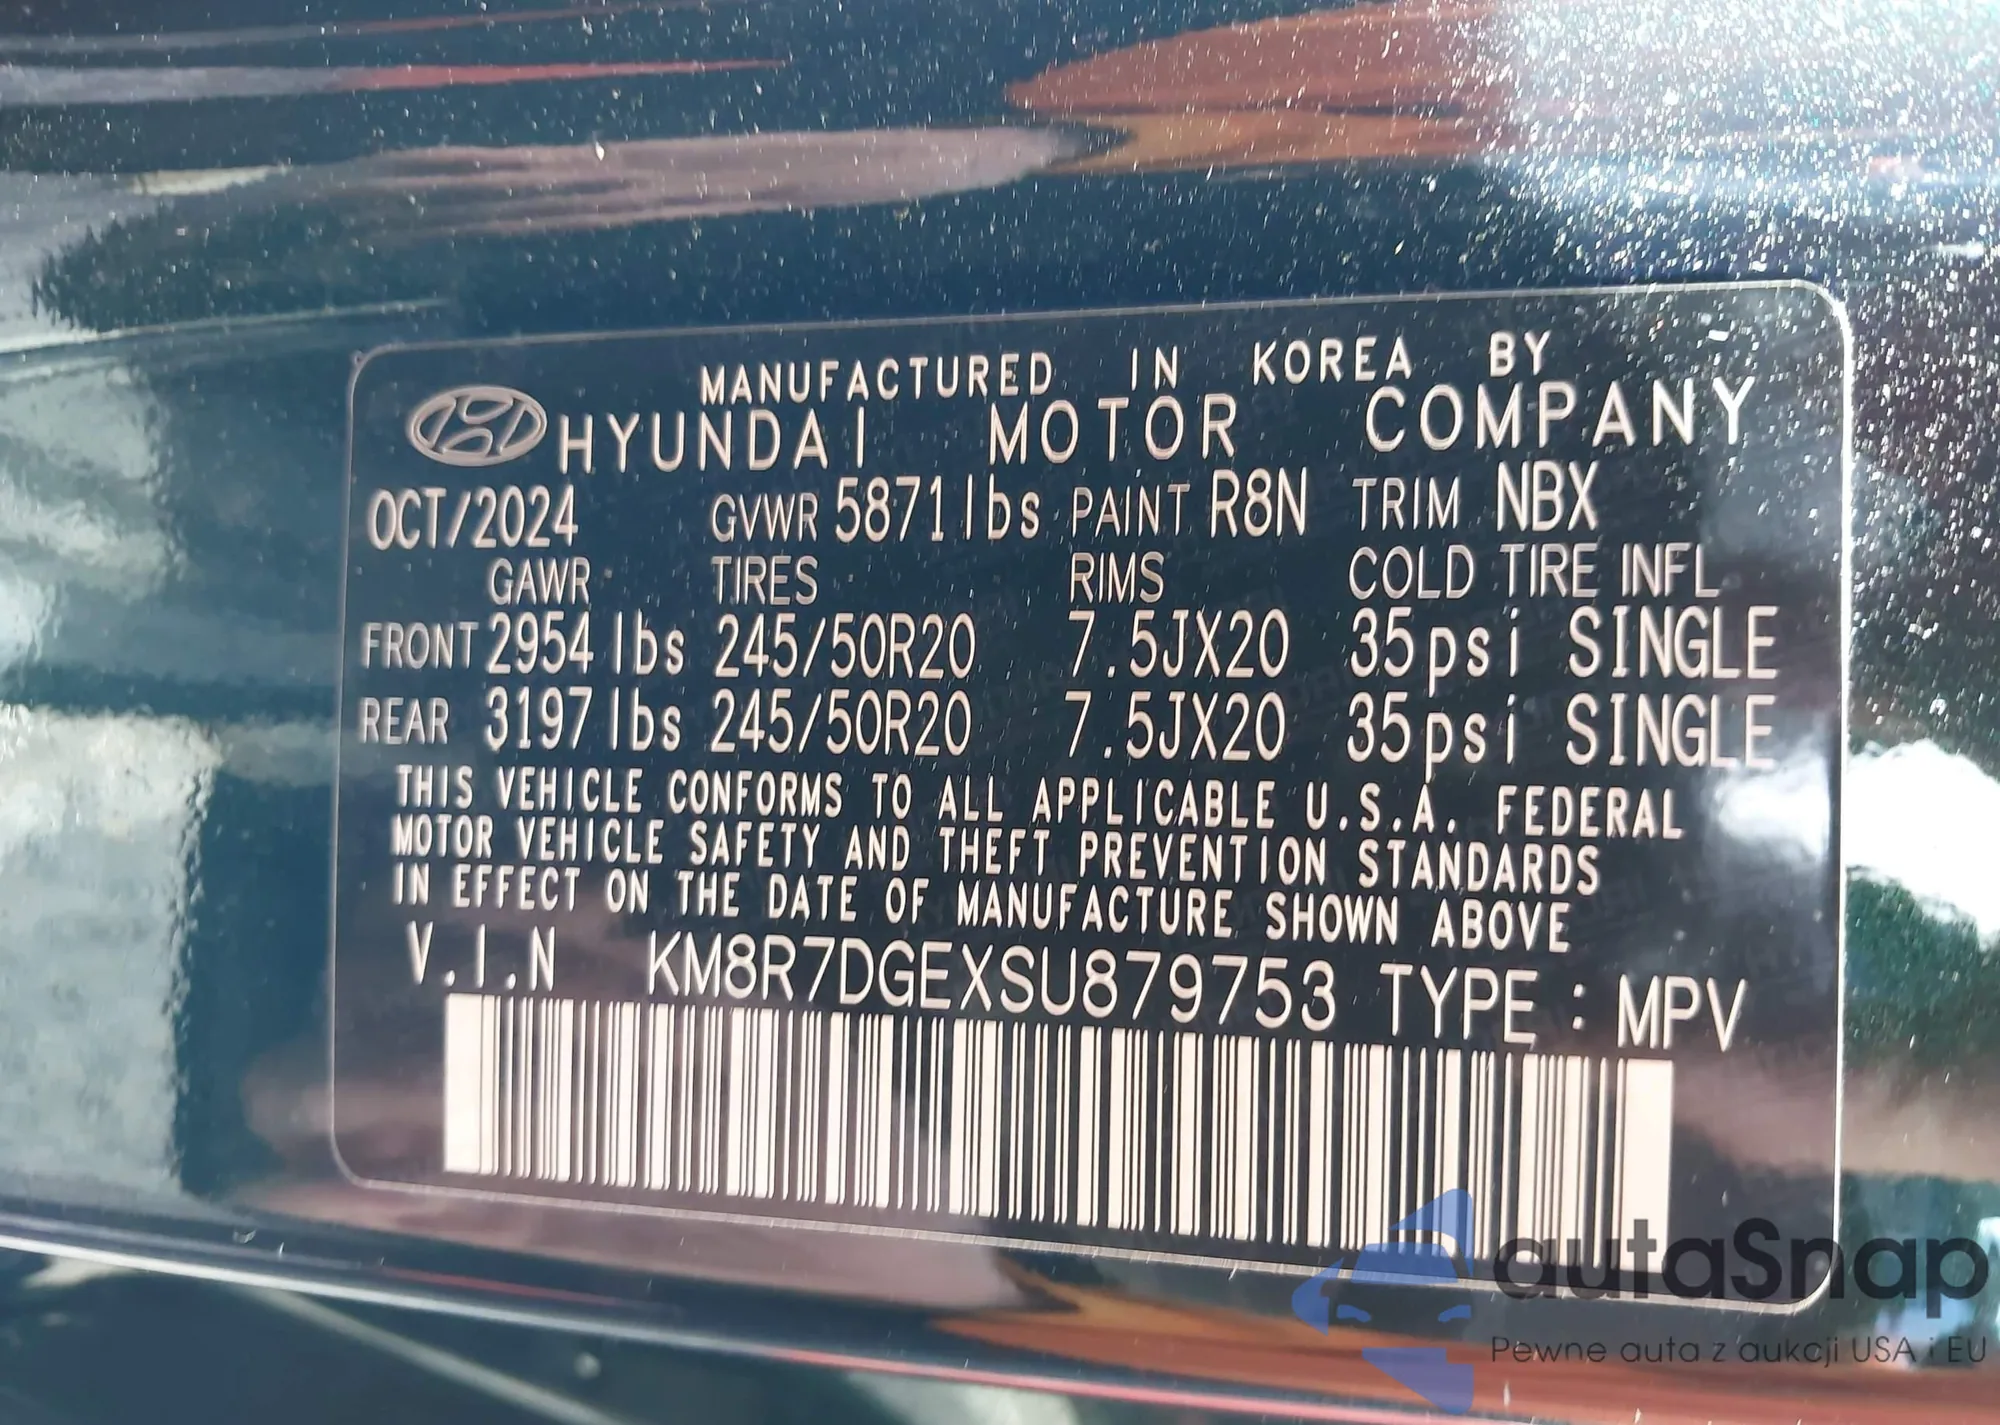 MANUFACTURED IN KOREA BY
HYUNDAI MOTOR COMPANY
OCT/2024 GVWR 5871lbs PAINT R8N TRIM NBX
GAWR TIRES RIMS COLD TIRE INFL
FRONT 2954 lbs 245/50R20 7.5JX20 35psi SINGLE
REAR 3197 lbs 245/50R20 7.5JX20 35psi SINGLE
THIS VEHICLE CONFORMS TO ALL APPLICABLE U.S.A. FEDERAL
MOTOR VEHICLE SAFETY AND THEFT PREVENTION STANDARDS
IN EFFECT ON THE DATE OF MANUFACTURE SHOWN ABOVE
V.I.N KM8R7DGEXSU879753 TYPE : MPV
autaSnap
Pewne auta z aukcji USA i EU